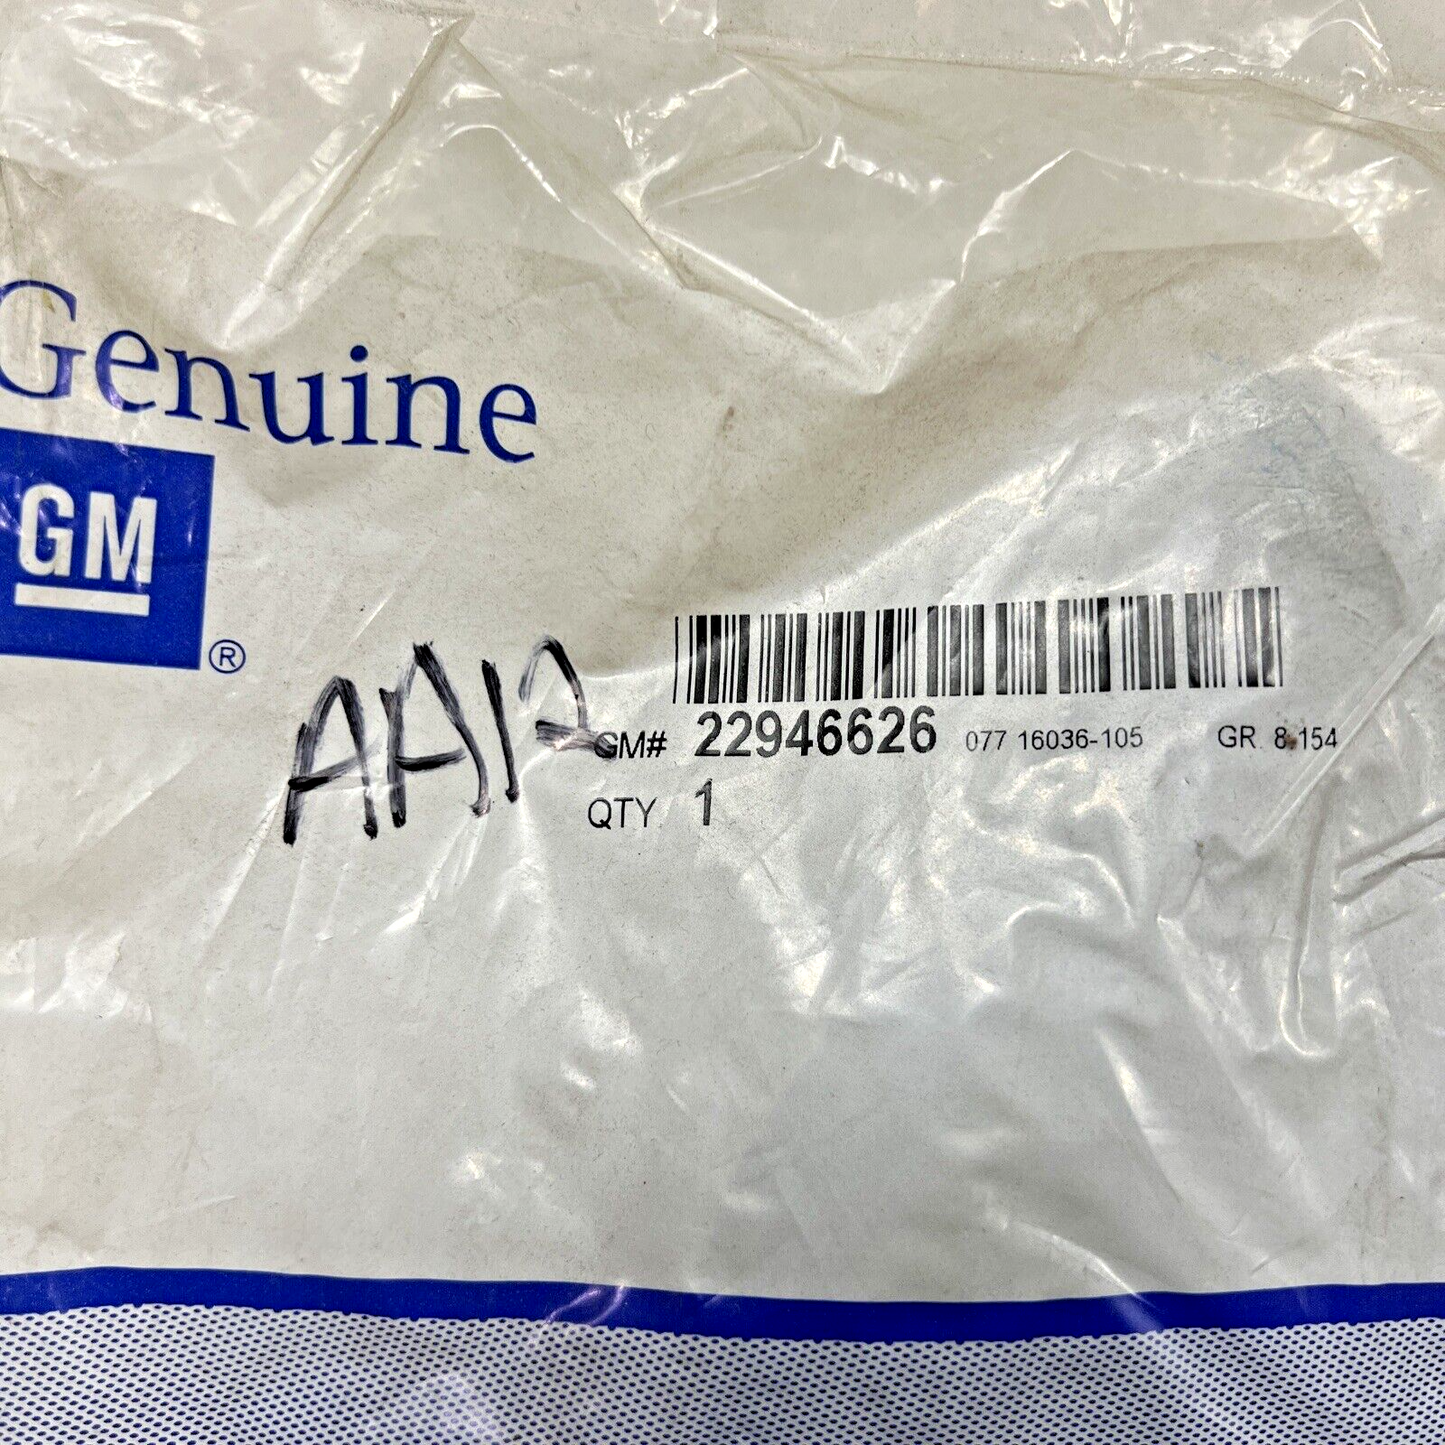 Genuine
GM
®
AA12
GM# 22946626 077 16036-105 GR. 8.154
QTY. 1